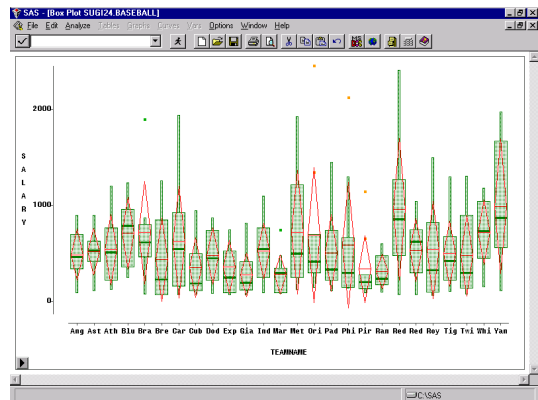 SAS - [Box Plot SUGI24.BASEBALL]
File Edit Analyze Tables Graphs Curves Vars Options Window Help
2000
1000
0
SALARY
Ang Ast Ath Blu Bra Bre Car Cub Dod Exp Gia Ind Mar Met Ori Pad Phi Pir Ran Red Red Roy Tig Twi Whi Yan
TEAMNAME
C:\SAS